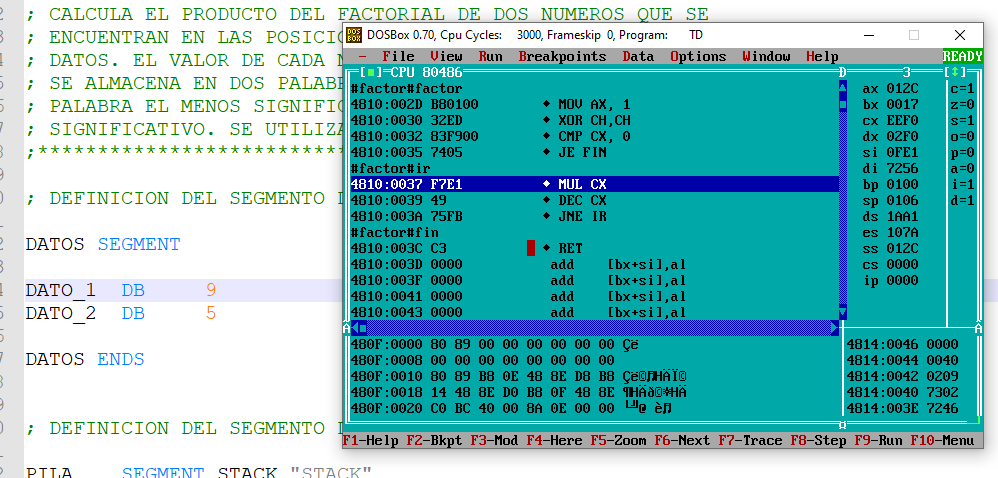 ; CALCULA EL PRODUCTO DEL FACTORIAL DE DOS NUMEROS QUE SE
; ENCUENTRAN EN LAS POSICI
; DATOS. EL VALOR DE CADA N
; SE ALMACENA EN DOS PALABR
; PALABRA EL MENOS SIGNIFIC
; SIGNIFICATIVO. SE UTILIZA
;**************************
; DEFINICION DEL SEGMENTO D
DATOS SEGMENT
DATO_1 DB 9
DATO_2 DB 5
DATOS ENDS
; DEFINICION DEL SEGMENTO D
PILA SEGMENT STACK "STACK"
DOSBox 0.70, Cpu Cycles: 3000, Frameskip 0, Program: TD
File View Run Breakpoints Data Options Window Help READY
CPU 80486 3
#factor#factor
4810:002D B80100 MOV AX, 1
4810:0030 32ED XOR CH,CH
4810:0032 83F900 CMP CX, 0
4810:0035 7405 JE FIN
#factor#ir
4810:0037 F7E1 MUL CX
4810:0039 49 DEC CX
4810:003A 75FB JNE IR
#factor#fin
4810:003C C3 RET
4810:003D 0000 add [bx+si],al
4810:003F 0000 add [bx+si],al
4810:0041 0000 add [bx+si],al
4810:0043 0000 add [bx+si],al
ax 012C c=1
bx 0017 z=0
cx EEF0 s=1
dx 02F0 o=0
si 0FE1 p=0
di 7256 a=0
bp 0100 i=1
sp 0106 d=1
ds 1AA1
es 107A
ss 012C
cs 0000
ip 0000
480F:0000 80 89 00 00 00 00 00 00 Çë
480F:0008 00 00 00 00 00 00 00 00
480F:0010 80 89 B8 0E 48 8E D8 B8
480F:0018 14 48 8E D0 B8 0F 48 8E
480F:0020 C0 BC 40 00 8A 0E 00 00
4814:0046 0000
4814:0044 0040
4814:0042 0209
4814:0040 7302
4814:003E 7246
F1-Help F2-Bkpt F3-Mod F4-Here F5-Zoom F6-Next F7-Trace F8-Step F9-Run F10-Menu